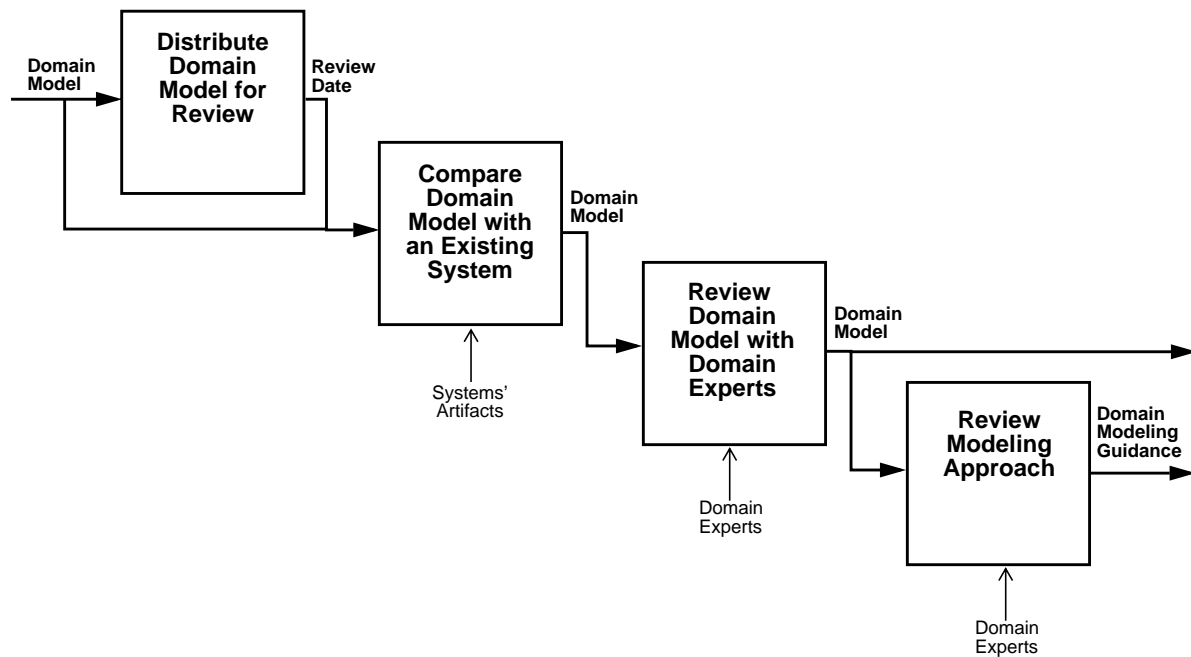 Domain
Model
Distribute
Domain
Model for
Review
Review
Date
Compare
Domain
Model with
an Existing
System
Domain
Model
Systems’
Artifacts
Review
Domain
Model with
Domain
Experts
Domain
Model
Domain
Experts
Review
Modeling
Approach
Domain
Modeling
Guidance
Domain
Experts